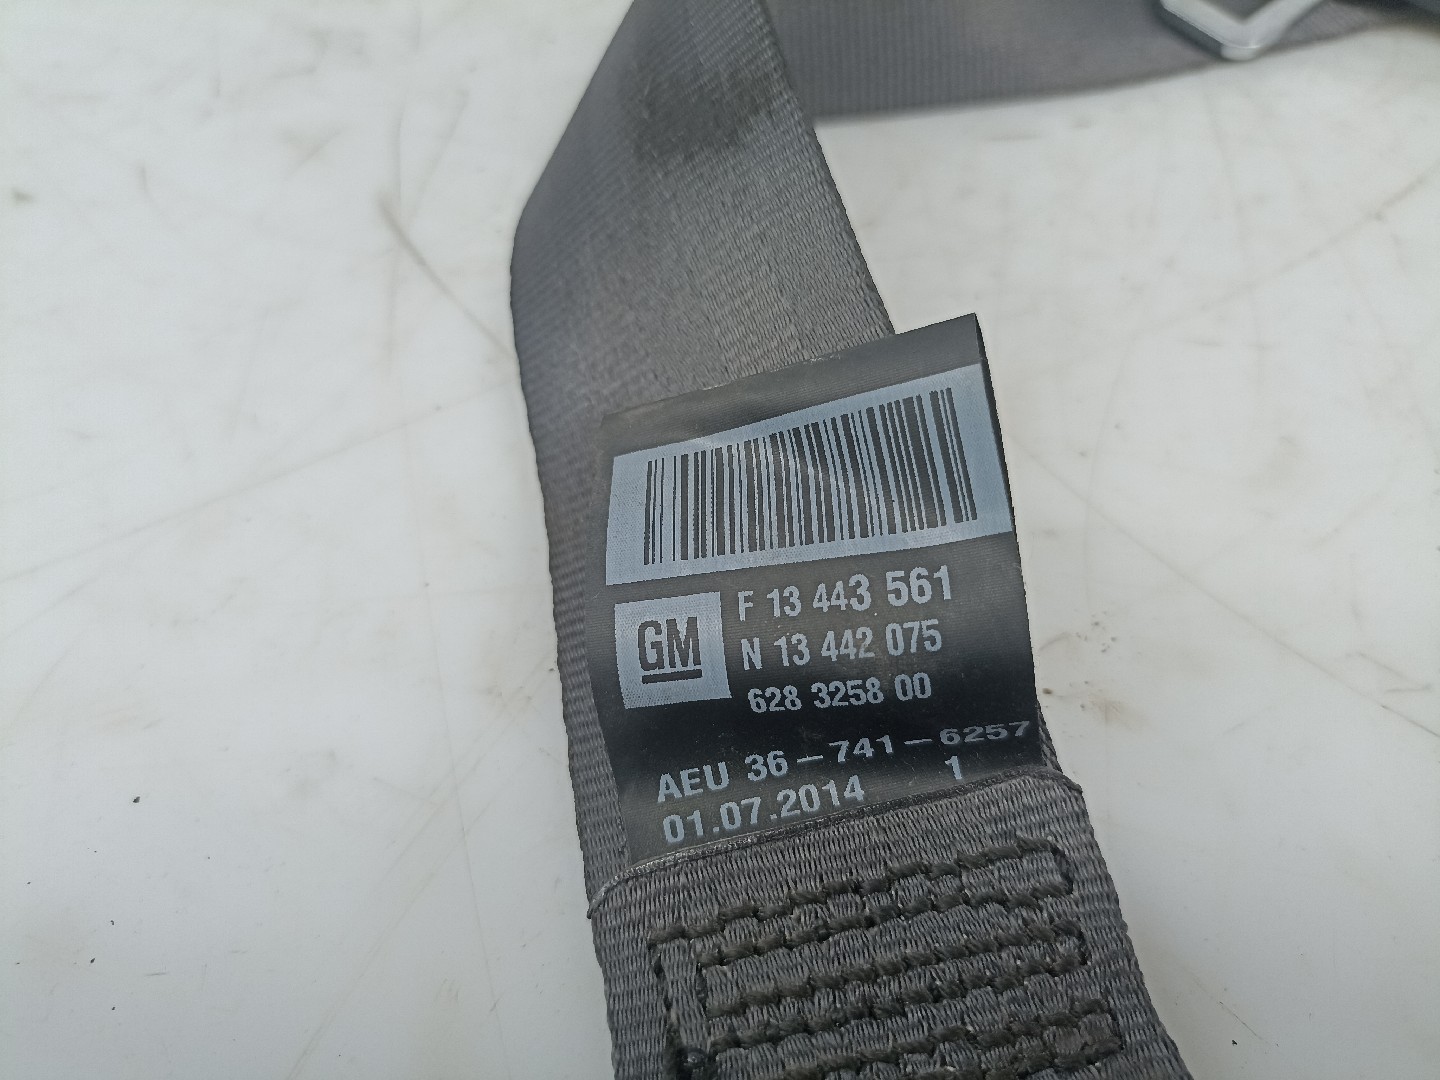 F 13 443 561
GM
N 13 442 075
628 3258 00
AEU 36-741-6257
01.07.2014 1